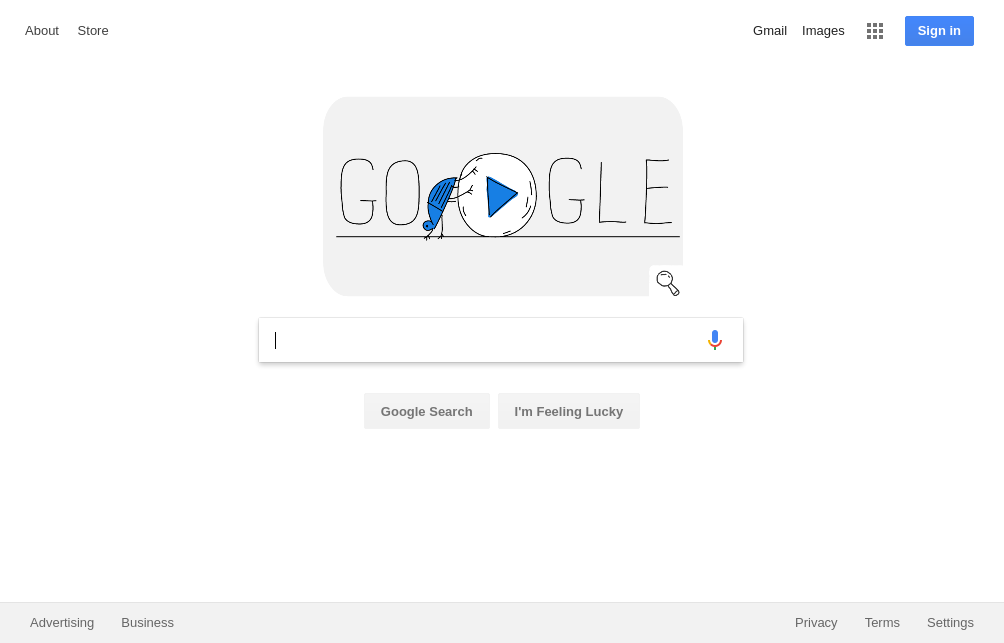 About Store Gmail Images Sign in
GOOGLE
Google Search I'm Feeling Lucky
Advertising Business Privacy Terms Settings